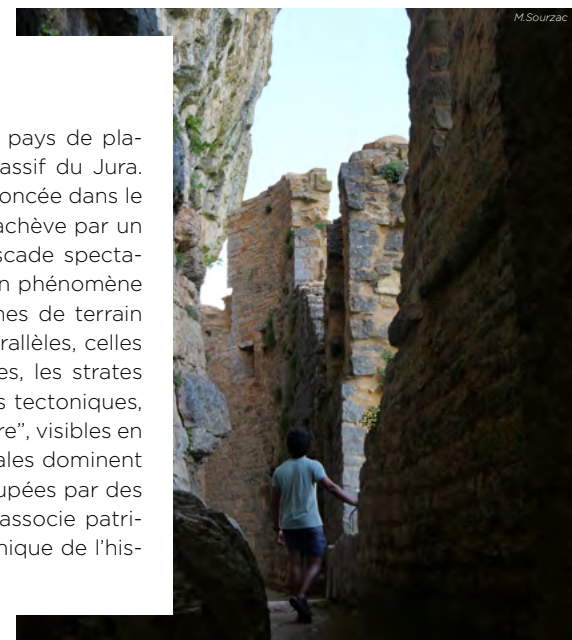 M.Sourzac
pays de pla-
assif du Jura.
oncée dans le
achève par un
scade specta-
n phénomène
nes de terrain
rallèles, celles
es, les strates
s tectoniques,
re”, visibles en
ales dominent
upées par des
associe patri-
nique de l’his-